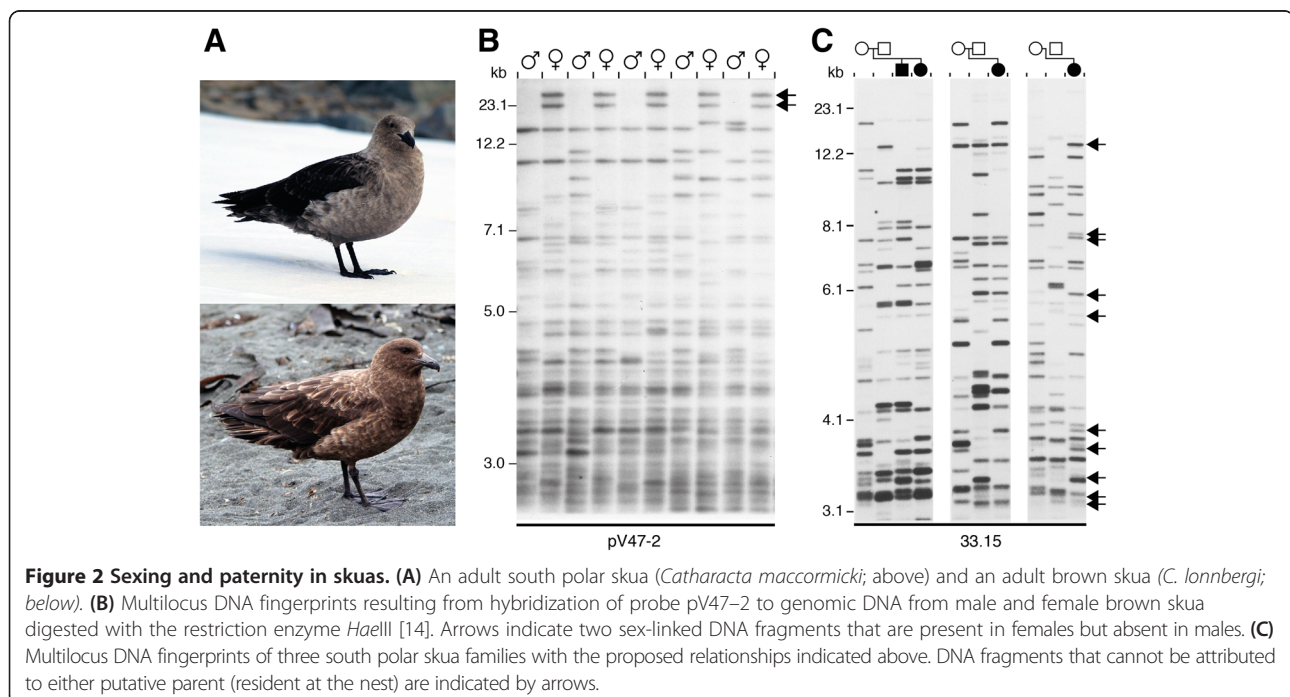 A
B
C
♂ ♀ ♂ ♀ ♂ ♀ ♂ ♀ ♂ ♀
kb
23.1
12.2
7.1
5.0
3.0
pV47-2
kb
23.1
12.2
8.1
6.1
4.1
3.1
33.15
Figure 2 Sexing and paternity in skuas. (A) An adult south polar skua (Catharacta maccormicki; above) and an adult brown skua (C. lonnbergi;
below). (B) Multilocus DNA fingerprints resulting from hybridization of probe pV47–2 to genomic DNA from male and female brown skua
digested with the restriction enzyme HaeIII [14]. Arrows indicate two sex-linked DNA fragments that are present in females but absent in males. (C)
Multilocus DNA fingerprints of three south polar skua families with the proposed relationships indicated above. DNA fragments that cannot be attributed
to either putative parent (resident at the nest) are indicated by arrows.